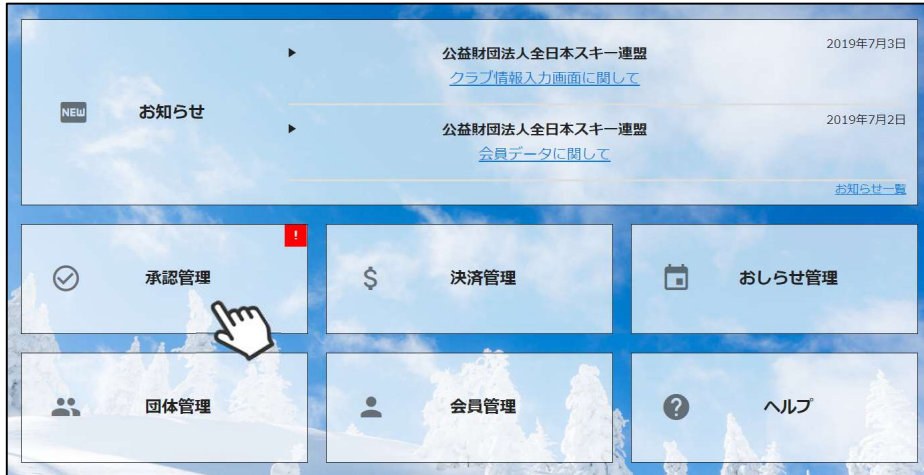 公益財団法人全日本スキー連盟
2019年7月3日
クラブ情報入力画面に関して
NEW
お知らせ
公益財団法人全日本スキー連盟
2019年7月2日
会員データに関して
お知らせ一覧
!
承認管理
$
決済管理
おしらせ管理
団体管理
会員管理
?
ヘルプ